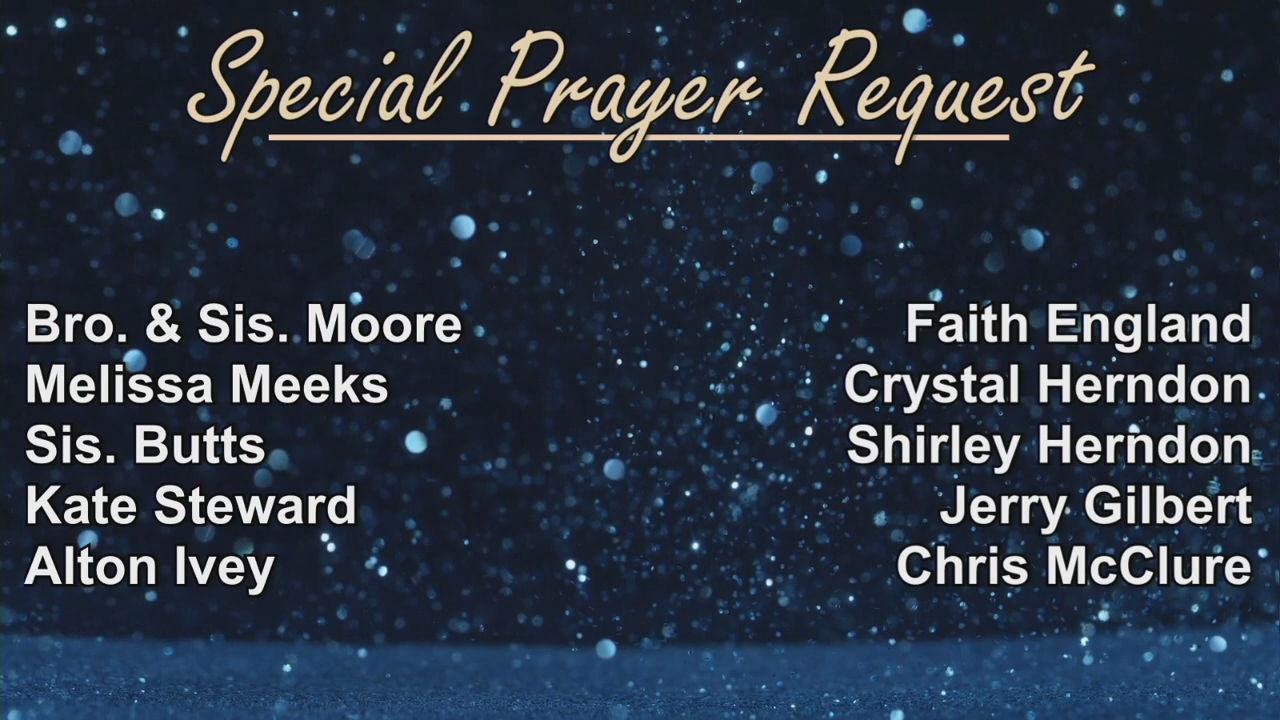 Special Prayer Request
Bro. & Sis. Moore
Melissa Meeks
Sis. Butts
Kate Steward
Alton Ivey
Faith England
Crystal Herndon
Shirley Herndon
Jerry Gilbert
Chris McClure